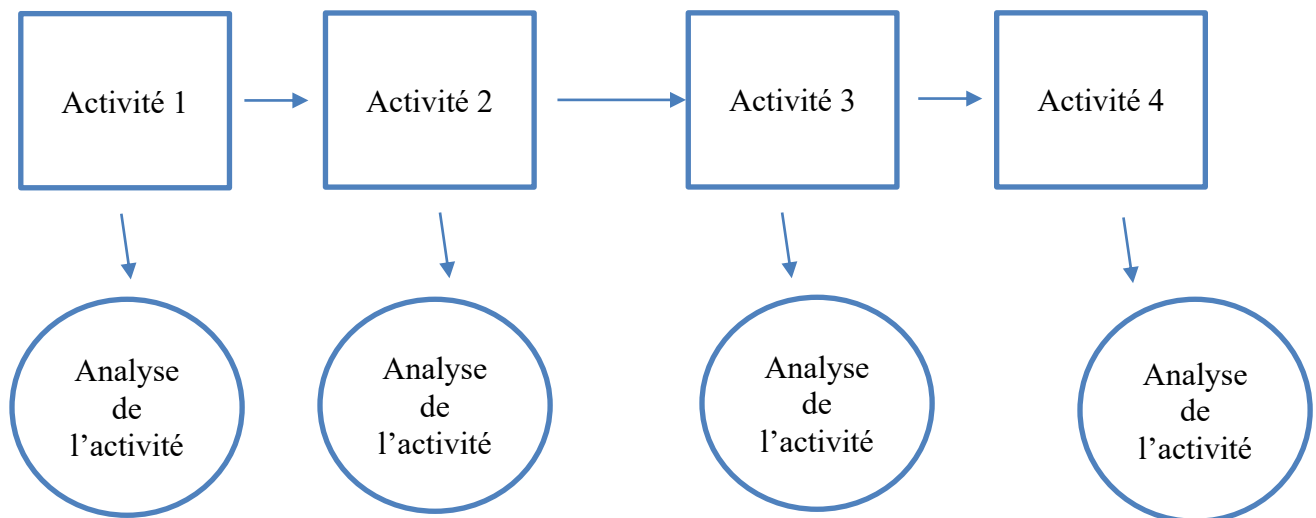 Activité 1
Activité 2
Activité 3
Activité 4
Analyse
de
l’activité
Analyse
de
l’activité
Analyse
de
l’activité
Analyse
de
l’activité